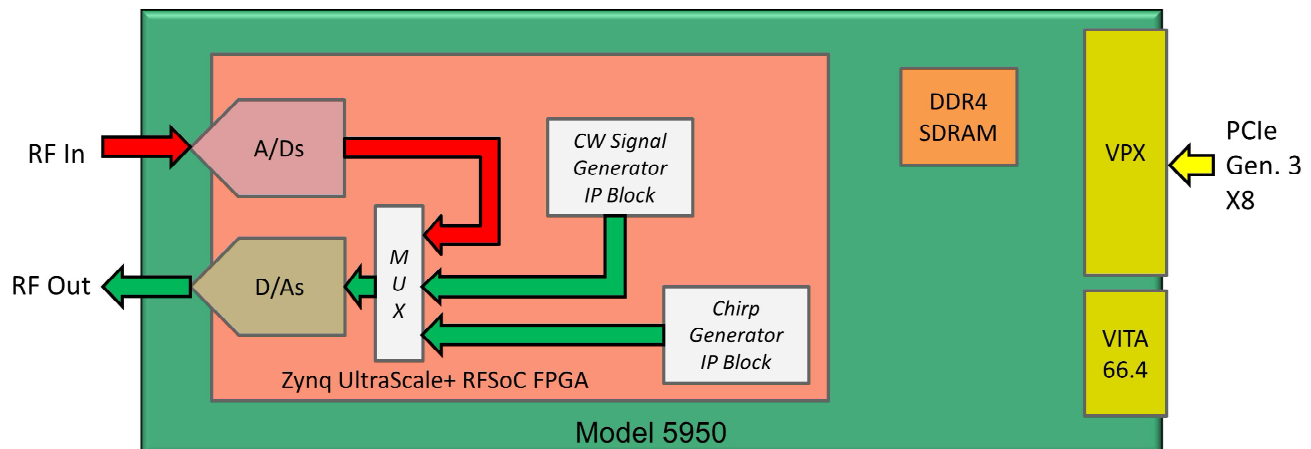 RF In
A/Ds
CW Signal
Generator
IP Block
DDR4
SDRAM
VPX
PCIe
Gen. 3
X8
RF Out
D/As
M
U
X
Chirp
Generator
IP Block
VITA
66.4
Zynq UltraScale+ RFSoC FPGA
Model 5950